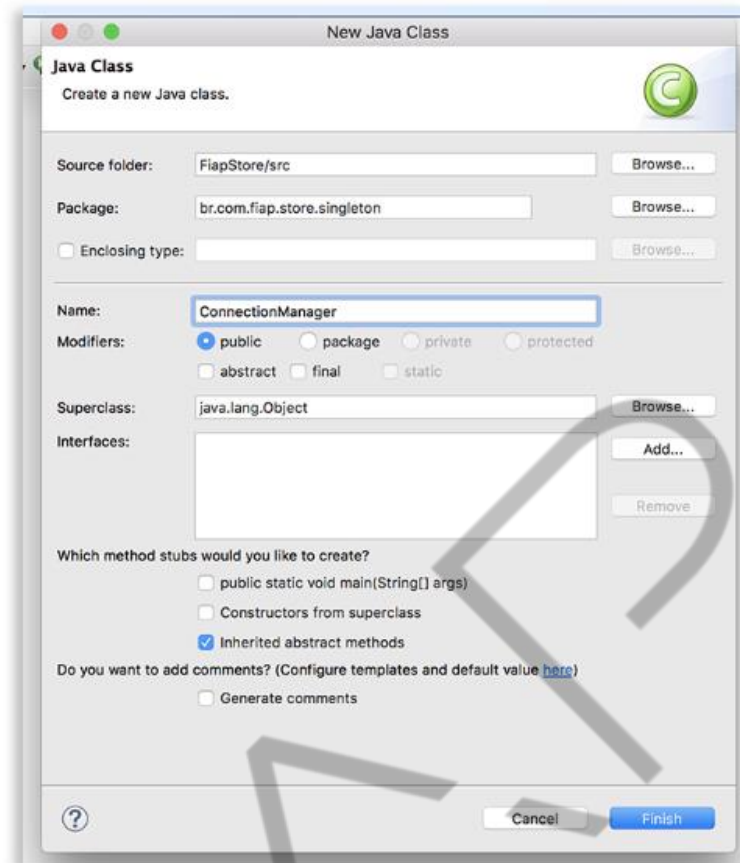 New Java Class
Java Class
Create a new Java class.
C
Source folder: FiapStore/src Browse...
Package: br.com.fiap.store.singleton Browse...
Enclosing type: Browse...
Name: ConnectionManager
Modifiers: public package private protected
abstract final static
Superclass: java.lang.Object Browse...
Interfaces: Add...
Remove
Which method stubs would you like to create?
public static void main(String[] args)
Constructors from superclass
Inherited abstract methods
Do you want to add comments? (Configure templates and default value here)
Generate comments
? Cancel Finish